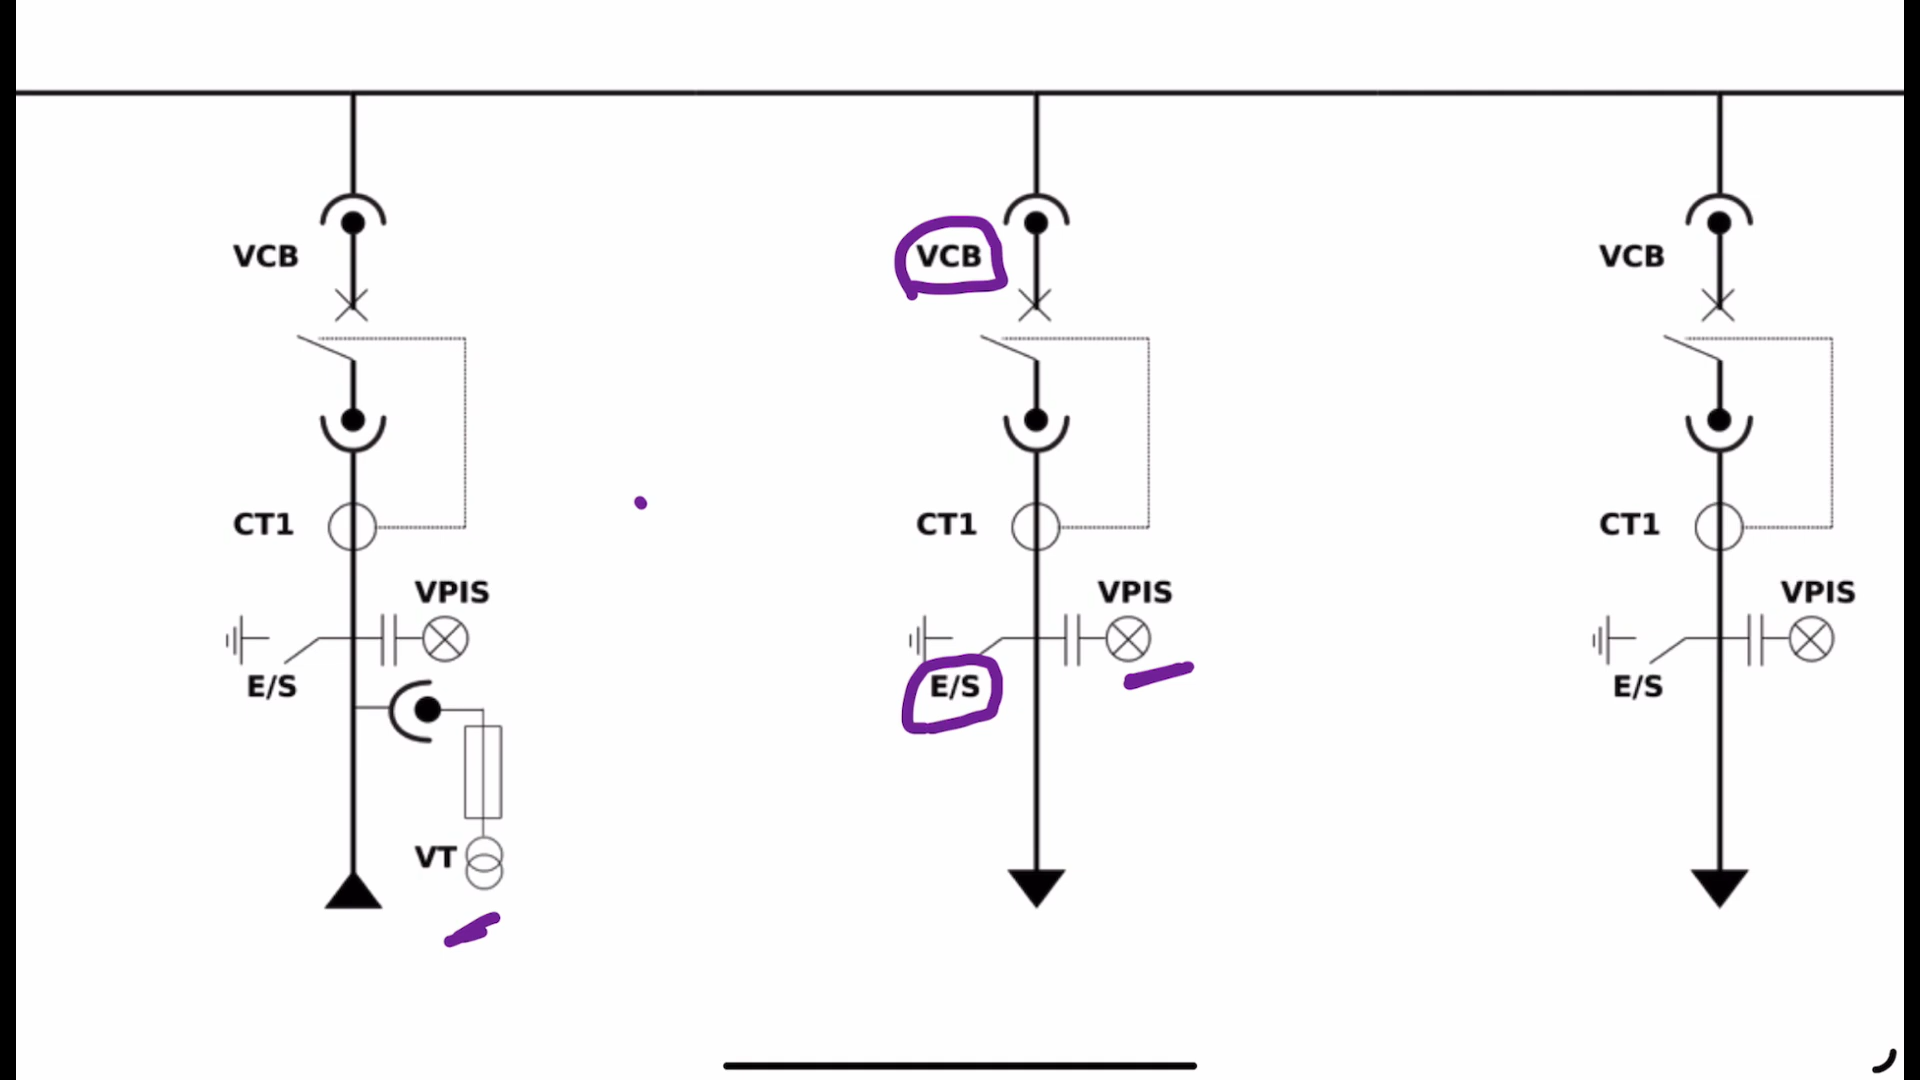 VCB VCB VCB
CT1 CT1 CT1
VPIS VPIS VPIS
E/S E/S E/S
VT